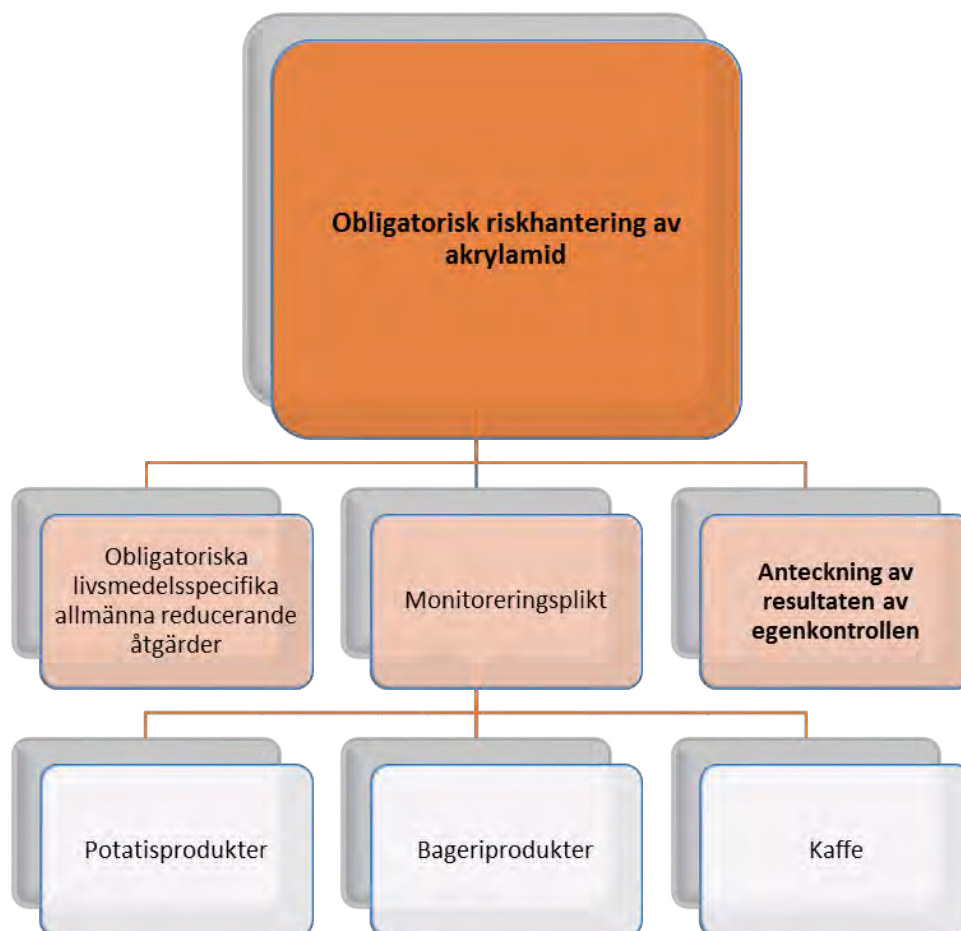 Obligatorisk riskhantering av
akrylamid
Obligatoriska
livsmedelsspecifika
allmänna reducerande
åtgärder
Monitoreringsplikt
Anteckning av
resultaten av
egenkontrollen
Potatisprodukter
Bageriprodukter
Kaffe